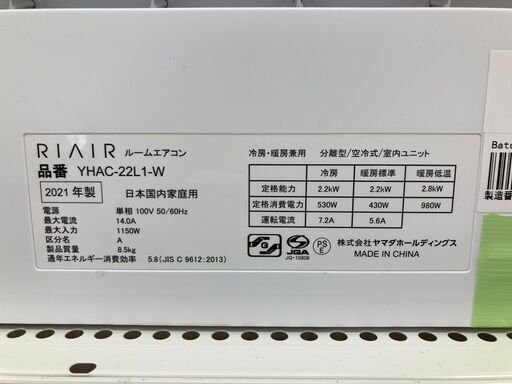 RIAIR ルームエアコン
品番 YHAC-22L1-W
2021年製 日本国内家庭用
電源 単相 100V 50/60Hz
最大電流 14.0A
最大入力 1150W
区分名 A
製品質量 8.5kg
通年エネルギー消費効率 5.8(JIS C 9612:2013)
冷房・暖房兼用 分離型/空冷式/室内ユニット
冷房 暖房標準 暖房低温
定格能力 2.2kW 2.2kW 2.8kW
定格消費電力 530W 430W 980W
運転電流 7.2A 5.6A
JQA
JQ-10808
PS
E
株式会社ヤマダホールディングス
MADE IN CHINA
製造番